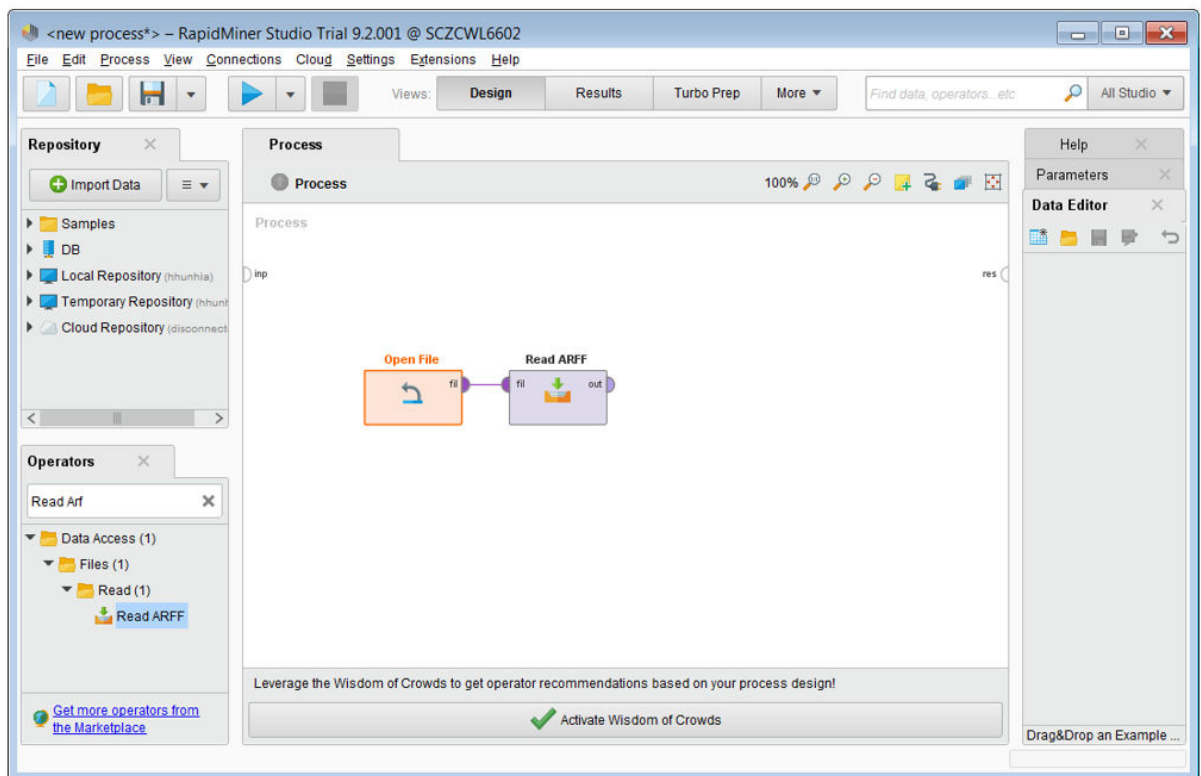 <new process*> – RapidMiner Studio Trial 9.2.001 @ SCZCWL6602
File Edit Process View Connections Cloud Settings Extensions Help
Views: Design Results Turbo Prep More Find data, operators...etc All Studio
Repository
Import Data
Samples
DB
Local Repository (hhunhia)
Temporary Repository (hhunh
Cloud Repository (disconnect
Operators
Read Arf
Data Access (1)
Files (1)
Read (1)
Read ARFF
Get more operators from
the Marketplace
Process
Process
100%
Process
inp
res
Open File
fil
Read ARFF
fil out
Leverage the Wisdom of Crowds to get operator recommendations based on your process design!
Activate Wisdom of Crowds
Help
Parameters
Data Editor
Drag&Drop an Example ...